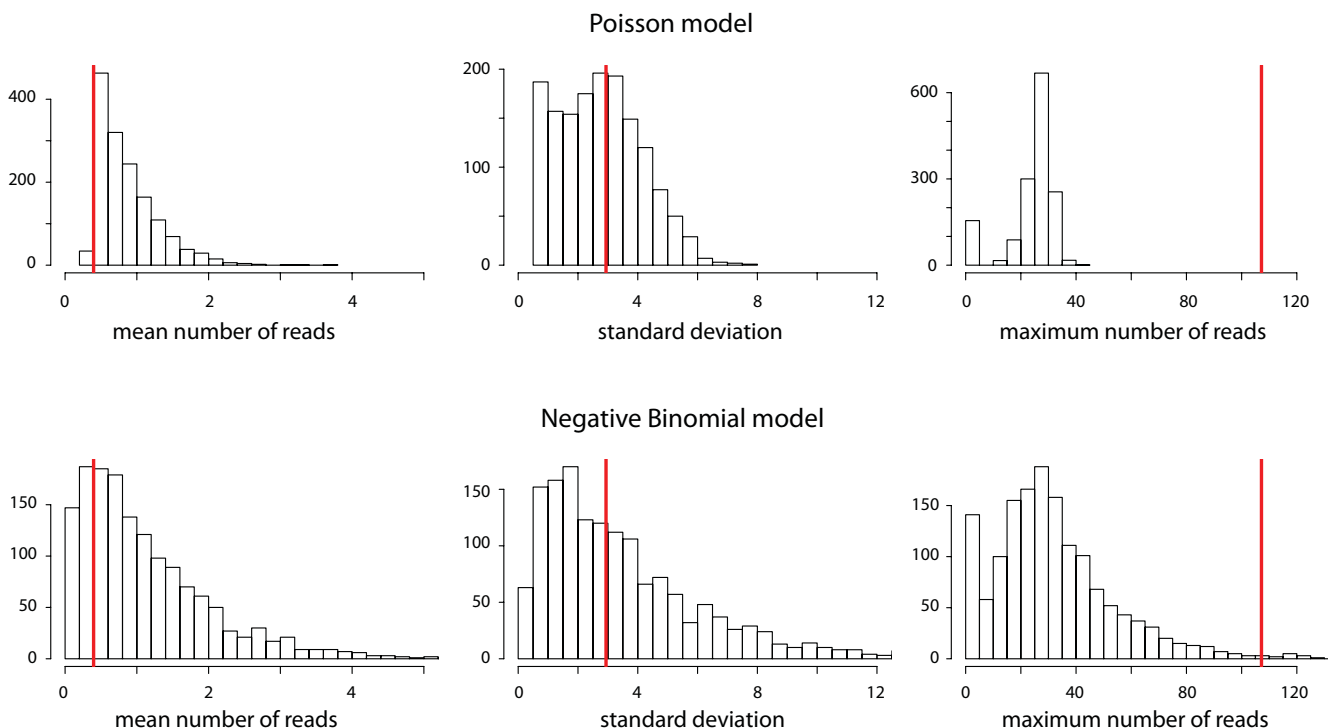 Poisson model
400
200
0
0 2 4
mean number of reads
200
100
0
0 4 8 12
standard deviation
600
300
0
0 40 80 120
maximum number of reads
Negative Binomial model
150
100
50
0
0 2 4
mean number of reads
150
100
50
0
0 4 8 12
standard deviation
150
100
50
0
0 40 80 120
maximum number of reads